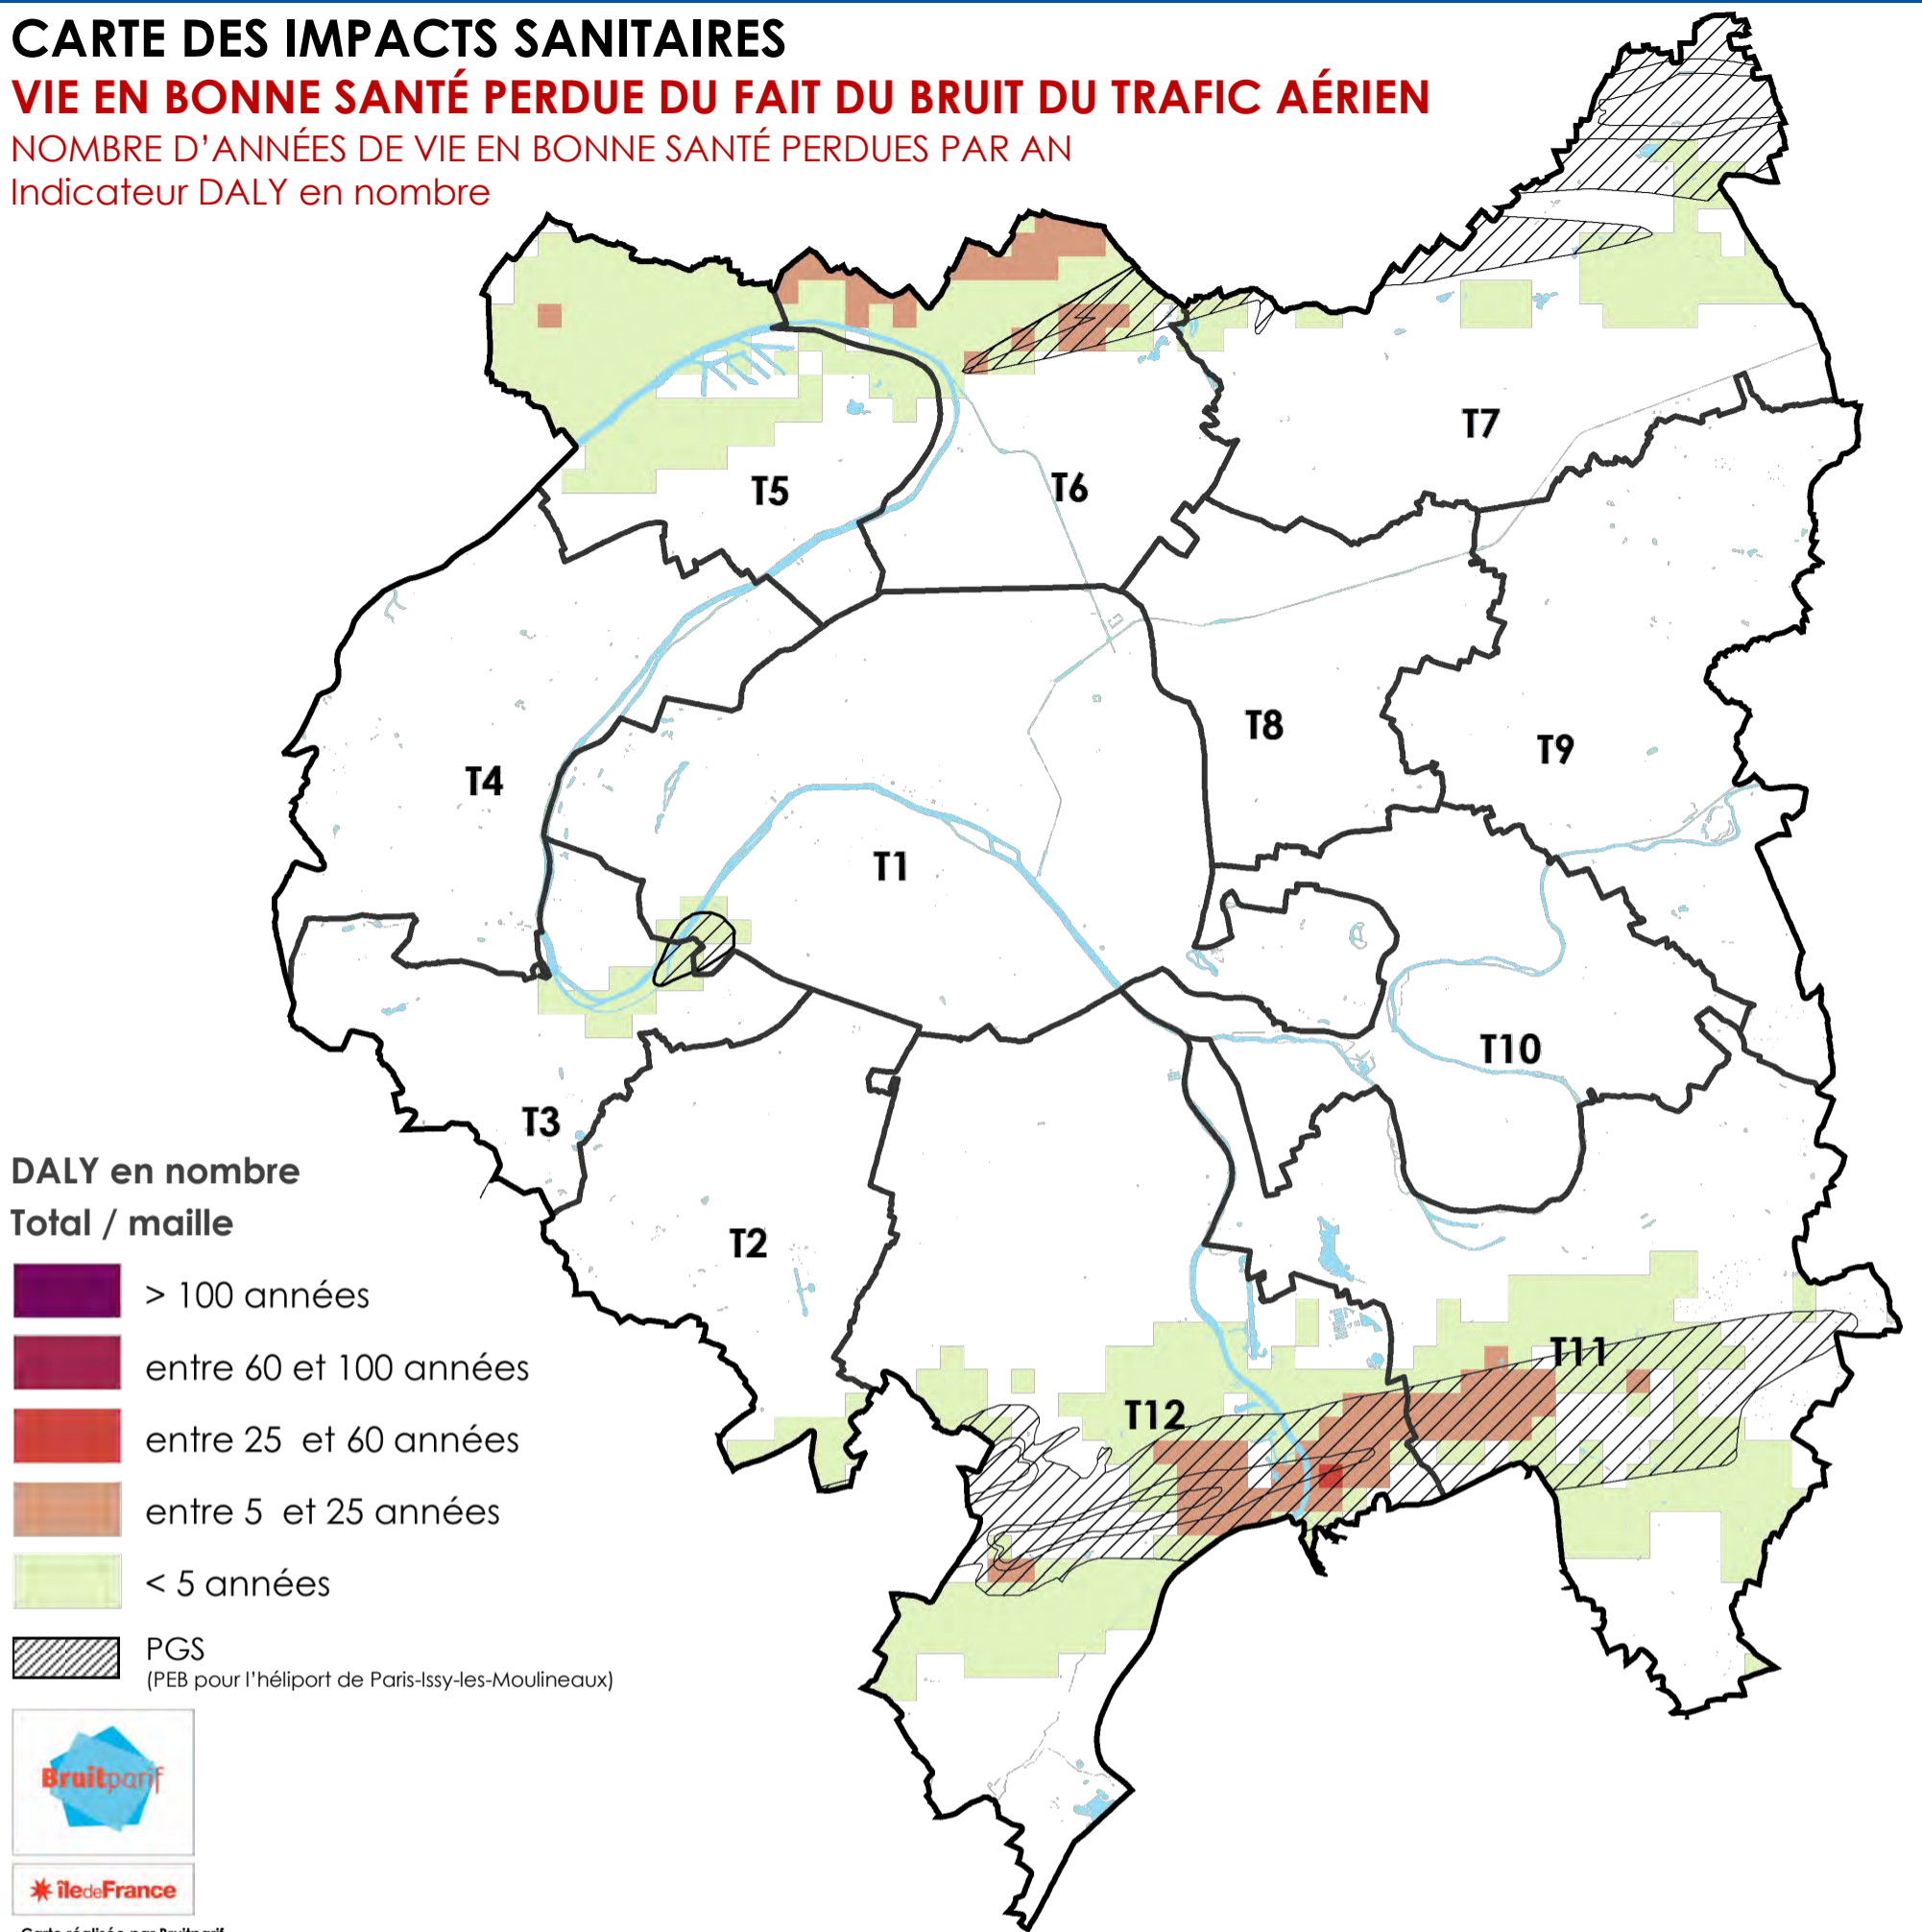 CARTE DES IMPACTS SANITAIRES
VIE EN BONNE SANTÉ PERDUE DU FAIT DU BRUIT DU TRAFIC AÉRIEN
NOMBRE D'ANNÉES DE VIE EN BONNE SANTÉ PERDUES PAR AN
Indicateur DALY en nombre
T7
T5
T6
T8
T9
T4
T1
T10
T3
T2
T11
T12
DALY en nombre
Total / maille
> 100 années
entre 60 et 100 années
entre 25 et 60 années
entre 5 et 25 années
< 5 années
PGS
(PEB pour l'héliport de Paris-Issy-les-Moulineaux)
Bruitparif
îledeFrance
Carte réalisée par Bruitparif